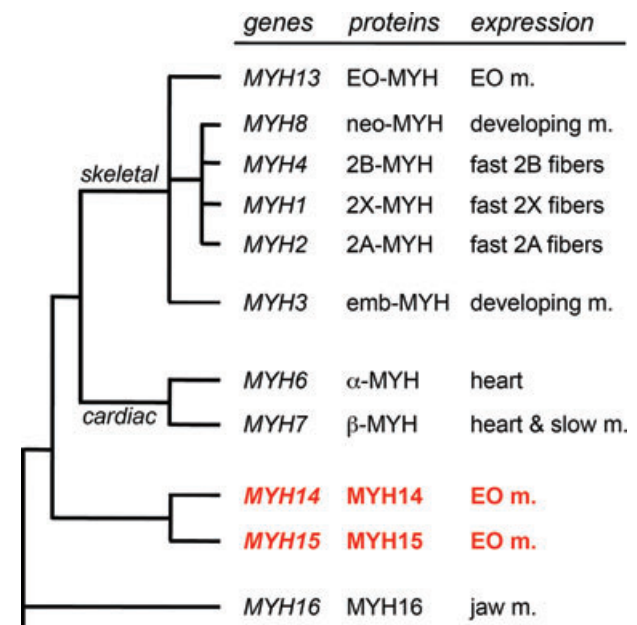 genes proteins expression
MYH13 EO-MYH EO m.
MYH8 neo-MYH developing m.
skeletal MYH4 2B-MYH fast 2B fibers
MYH1 2X-MYH fast 2X fibers
MYH2 2A-MYH fast 2A fibers
MYH3 emb-MYH developing m.
MYH6 α-MYH heart
cardiac MYH7 β-MYH heart & slow m.
MYH14 MYH14 EO m.
MYH15 MYH15 EO m.
MYH16 MYH16 jaw m.